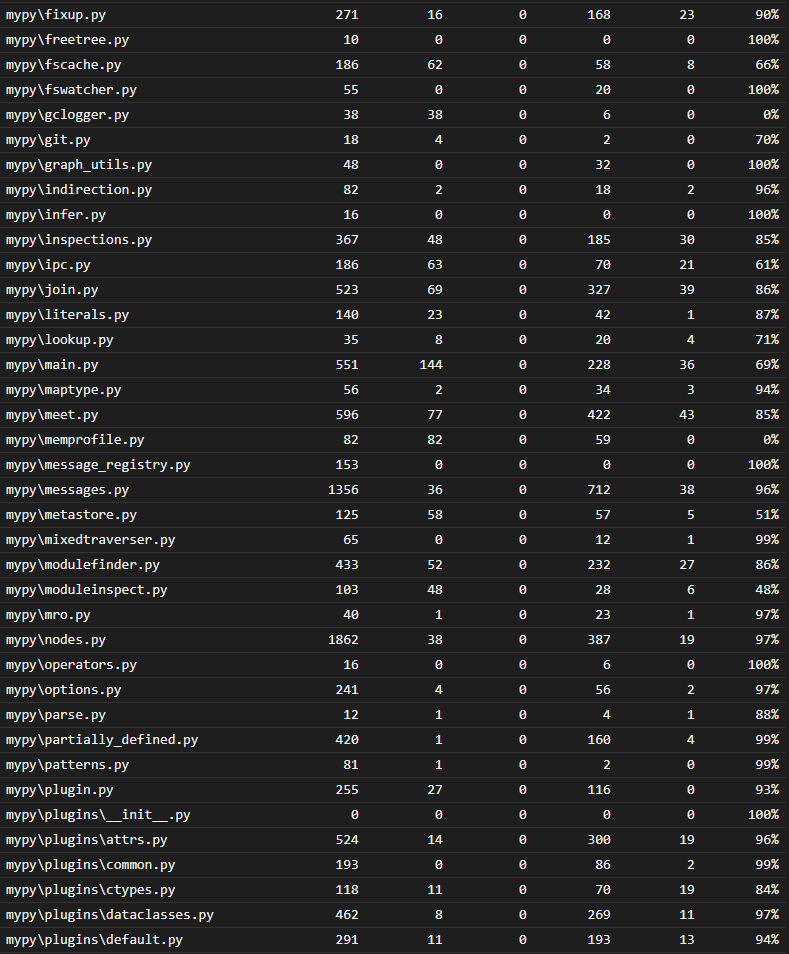 mypy\fixup.py 271 16 0 168 23 90%
mypy\freetree.py 10 0 0 0 0 100%
mypy\fscache.py 186 62 0 58 8 66%
mypy\fswatcher.py 55 0 0 20 0 100%
mypy\gclogger.py 38 38 0 6 0 0%
mypy\git.py 18 4 0 2 0 70%
mypy\graph_utils.py 48 0 0 32 0 100%
mypy\indirection.py 82 2 0 18 2 96%
mypy\infer.py 16 0 0 0 0 100%
mypy\inspections.py 367 48 0 185 30 85%
mypy\ipc.py 186 63 0 70 21 61%
mypy\join.py 523 69 0 327 39 86%
mypy\literals.py 140 23 0 42 1 87%
mypy\lookup.py 35 8 0 20 4 71%
mypy\main.py 551 144 0 228 36 69%
mypy\maptype.py 56 2 0 34 3 94%
mypy\meet.py 596 77 0 422 43 85%
mypy\memprofile.py 82 82 0 59 0 0%
mypy\message_registry.py 153 0 0 0 0 100%
mypy\messages.py 1356 36 0 712 38 96%
mypy\metastore.py 125 58 0 57 5 51%
mypy\mixedtraverser.py 65 0 0 12 1 99%
mypy\modulefinder.py 433 52 0 232 27 86%
mypy\moduleinspect.py 103 48 0 28 6 48%
mypy\mro.py 40 1 0 23 1 97%
mypy\nodes.py 1862 38 0 387 19 97%
mypy\operators.py 16 0 0 6 0 100%
mypy\options.py 241 4 0 56 2 97%
mypy\parse.py 12 1 0 4 1 88%
mypy\partially_defined.py 420 1 0 160 4 99%
mypy\patterns.py 81 1 0 2 0 99%
mypy\plugin.py 255 27 0 116 0 93%
mypy\plugins\__init__.py 0 0 0 0 0 100%
mypy\plugins\attrs.py 524 14 0 300 19 96%
mypy\plugins\common.py 193 0 0 86 2 99%
mypy\plugins\ctypes.py 118 11 0 70 19 84%
mypy\plugins\dataclasses.py 462 8 0 269 11 97%
mypy\plugins\default.py 291 11 0 193 13 94%